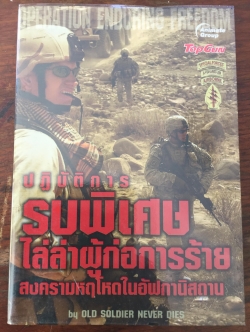 OPERATION ENDURING FREEDOM
Animate
Group
TOPGUN
ปฏิบัติการ
รบพิเศษ
ไล่ล่าผู้ก่อการร้าย
สงครามหฤโหดในอัฟกานิสถาน
by OLD SOLDIER NEVER DIES